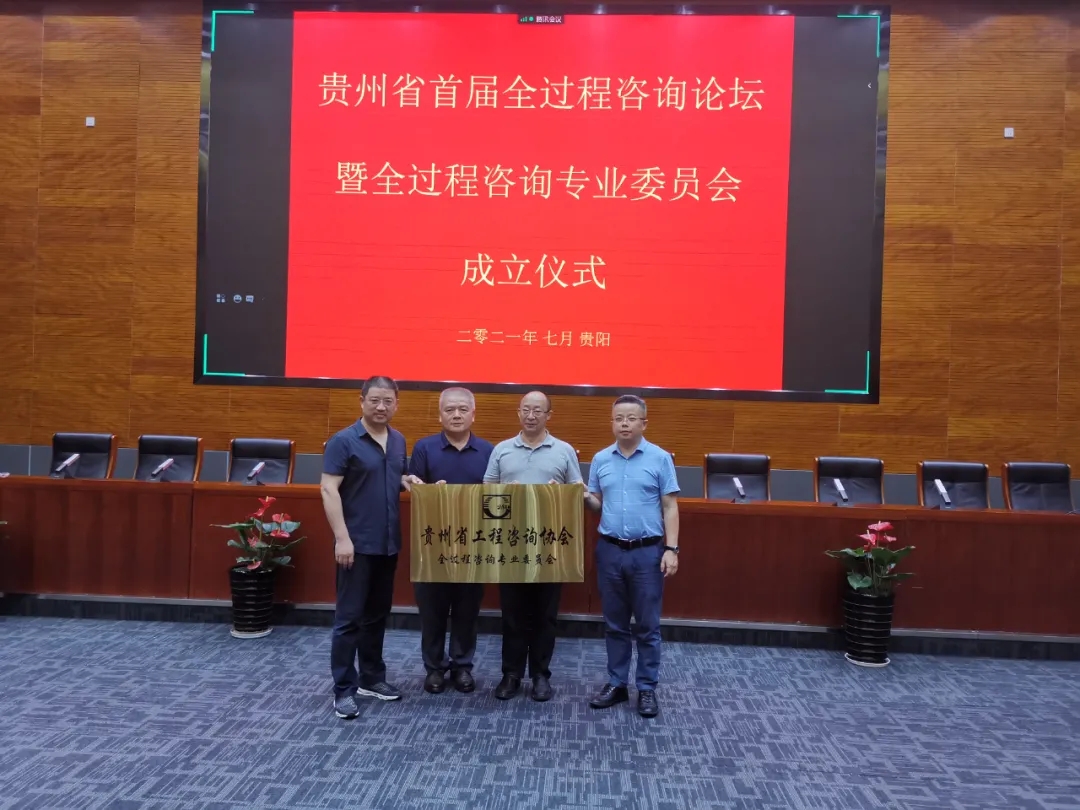 腾讯会议
贵州省首届全过程咨询论坛
暨全过程咨询专业委员会
成立仪式
二零二一年 七月 贵阳
贵州省工程咨询协会
全过程咨询专业委员会